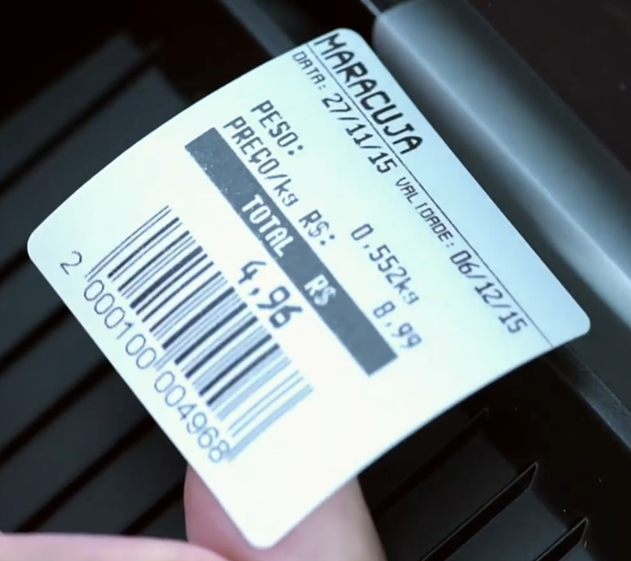 MARACUJA
DATA: 27/11/15 VALIDADE: 06/12/15
PESO: 0,552kg
PREÇO/kg R$: 8,99
TOTAL R$
4,96
2 000100 004968